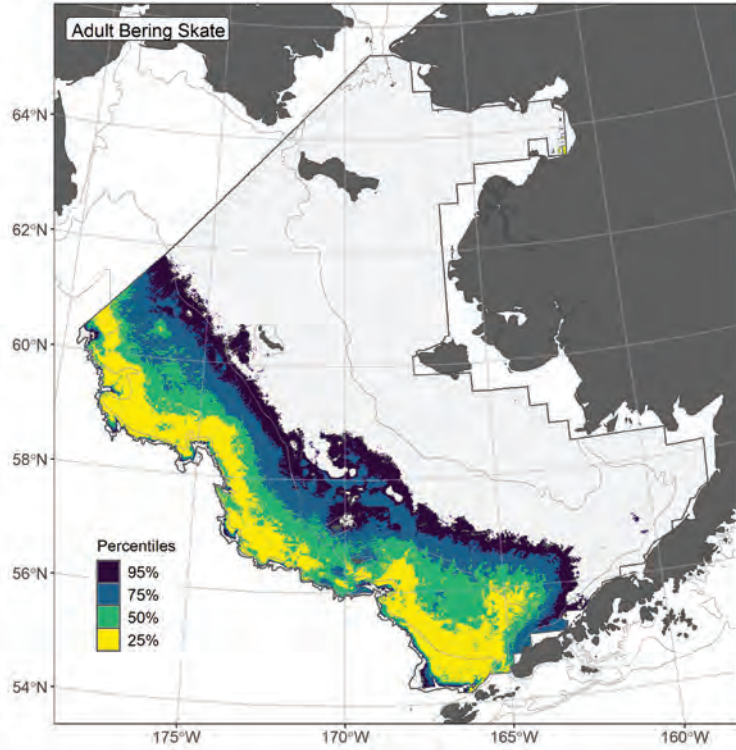 Adult Bering Skate
64°N
62°N
60°N
58°N
56°N
54°N
Percentiles
95%
75%
50%
25%
175°W
170°W
165°W
160°W